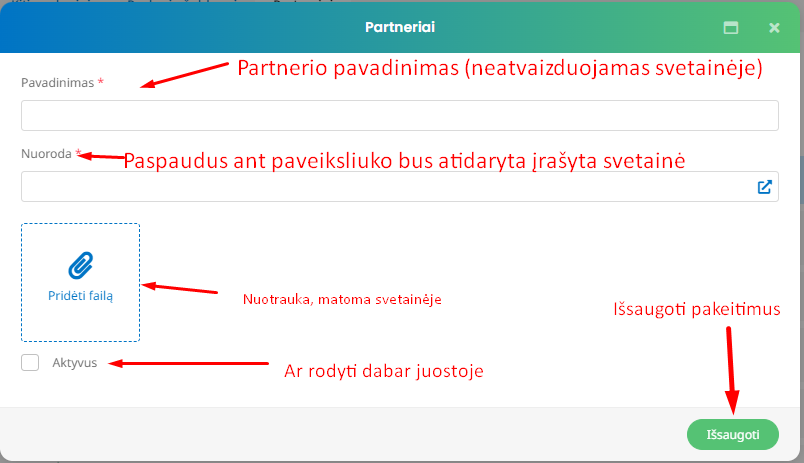 Partneriai
Partnerio pavadinimas (neatvaizduojamas svetainėje)
Pavadinimas *
Nuoroda *
Paspaudus ant paveiksliuko bus atidaryta įrašyta svetainė
Pridėti failą
Nuotrauka, matoma svetainėje
Išsaugoti pakeitimus
Aktyvus
Ar rodyti dabar juostoje
Išsaugoti